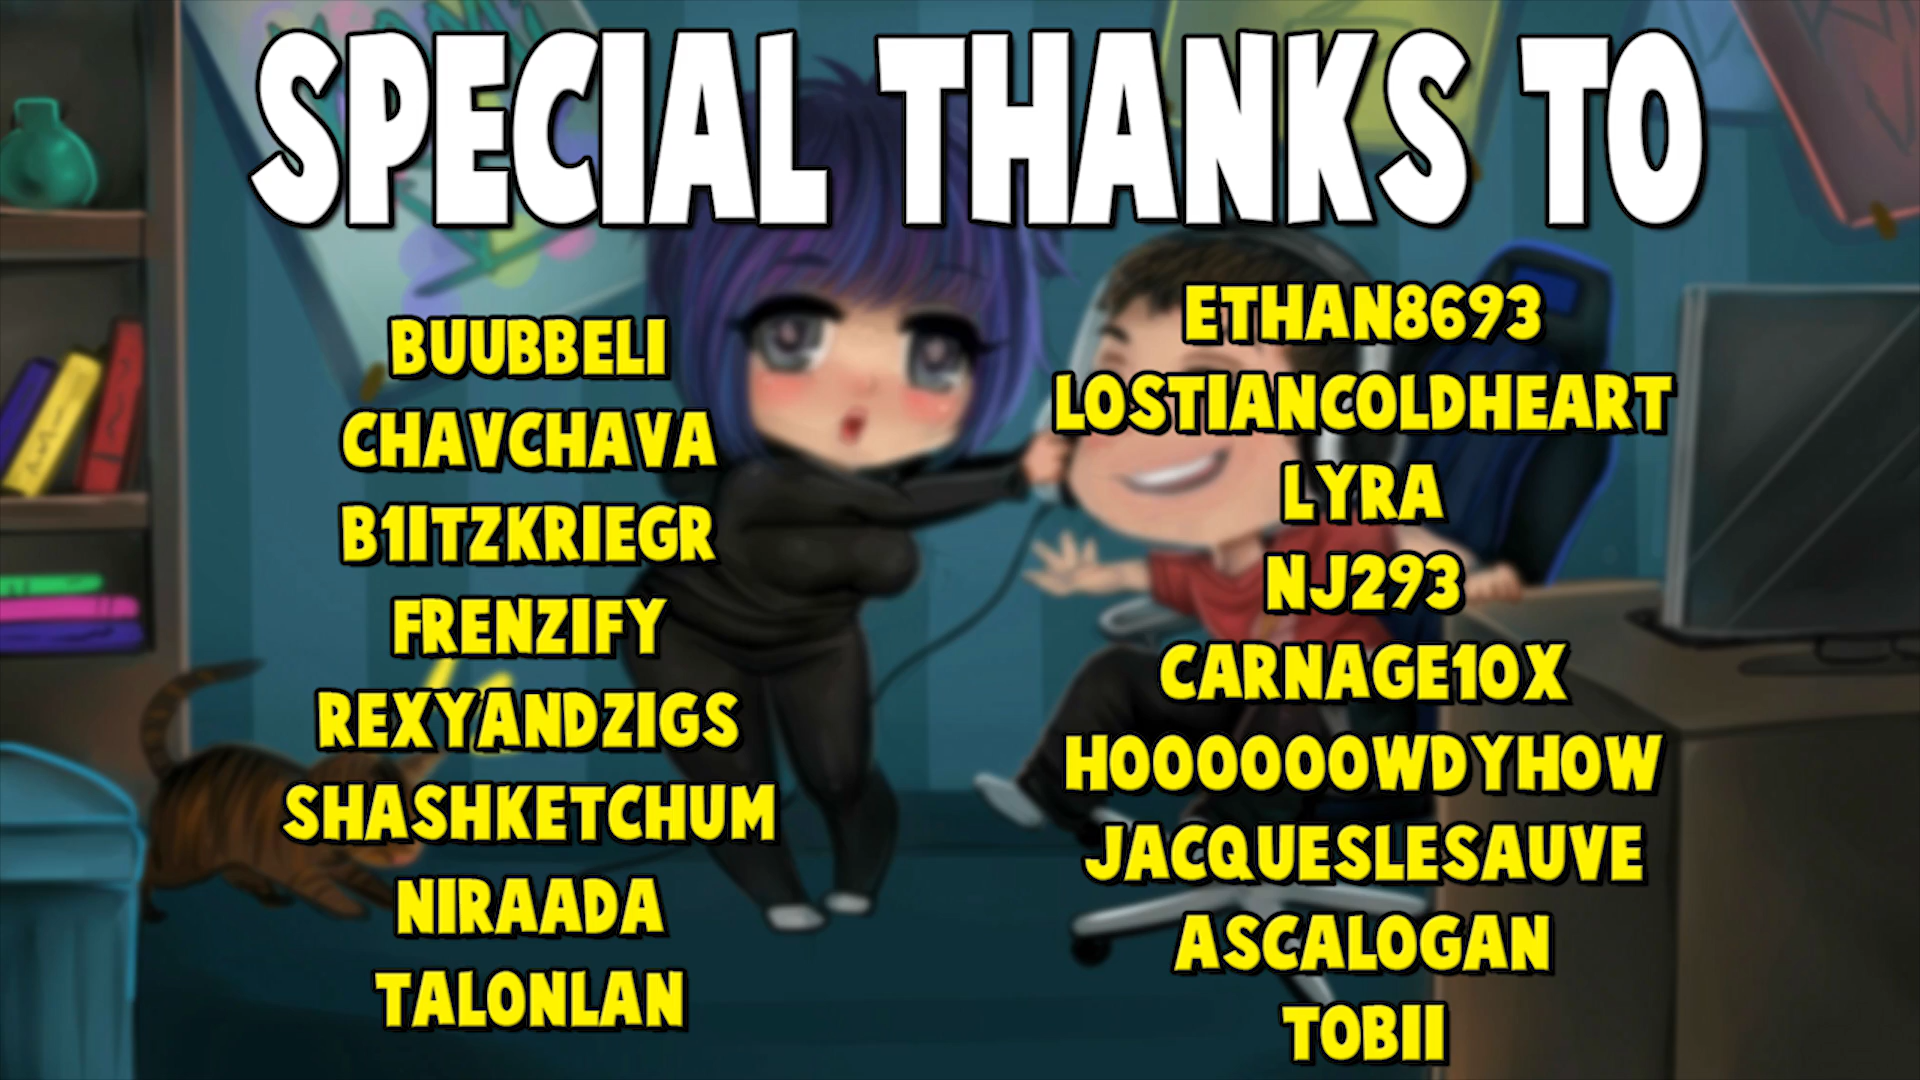 SPECIAL THANKS TO
BUUBBELI
CHAVCHAVA
B1ITZKRIEGR
FRENZIFY
REXYANDZIGS
SHASHKETCHUM
NIRAADA
TALONLAN
ETHAN8693
LOSTIANCOLDHEART
LYRA
NJ293
CARNAGE10X
HOOOOOOWDYHOW
JACQUESLESAUVE
ASCALOGAN
TOBII